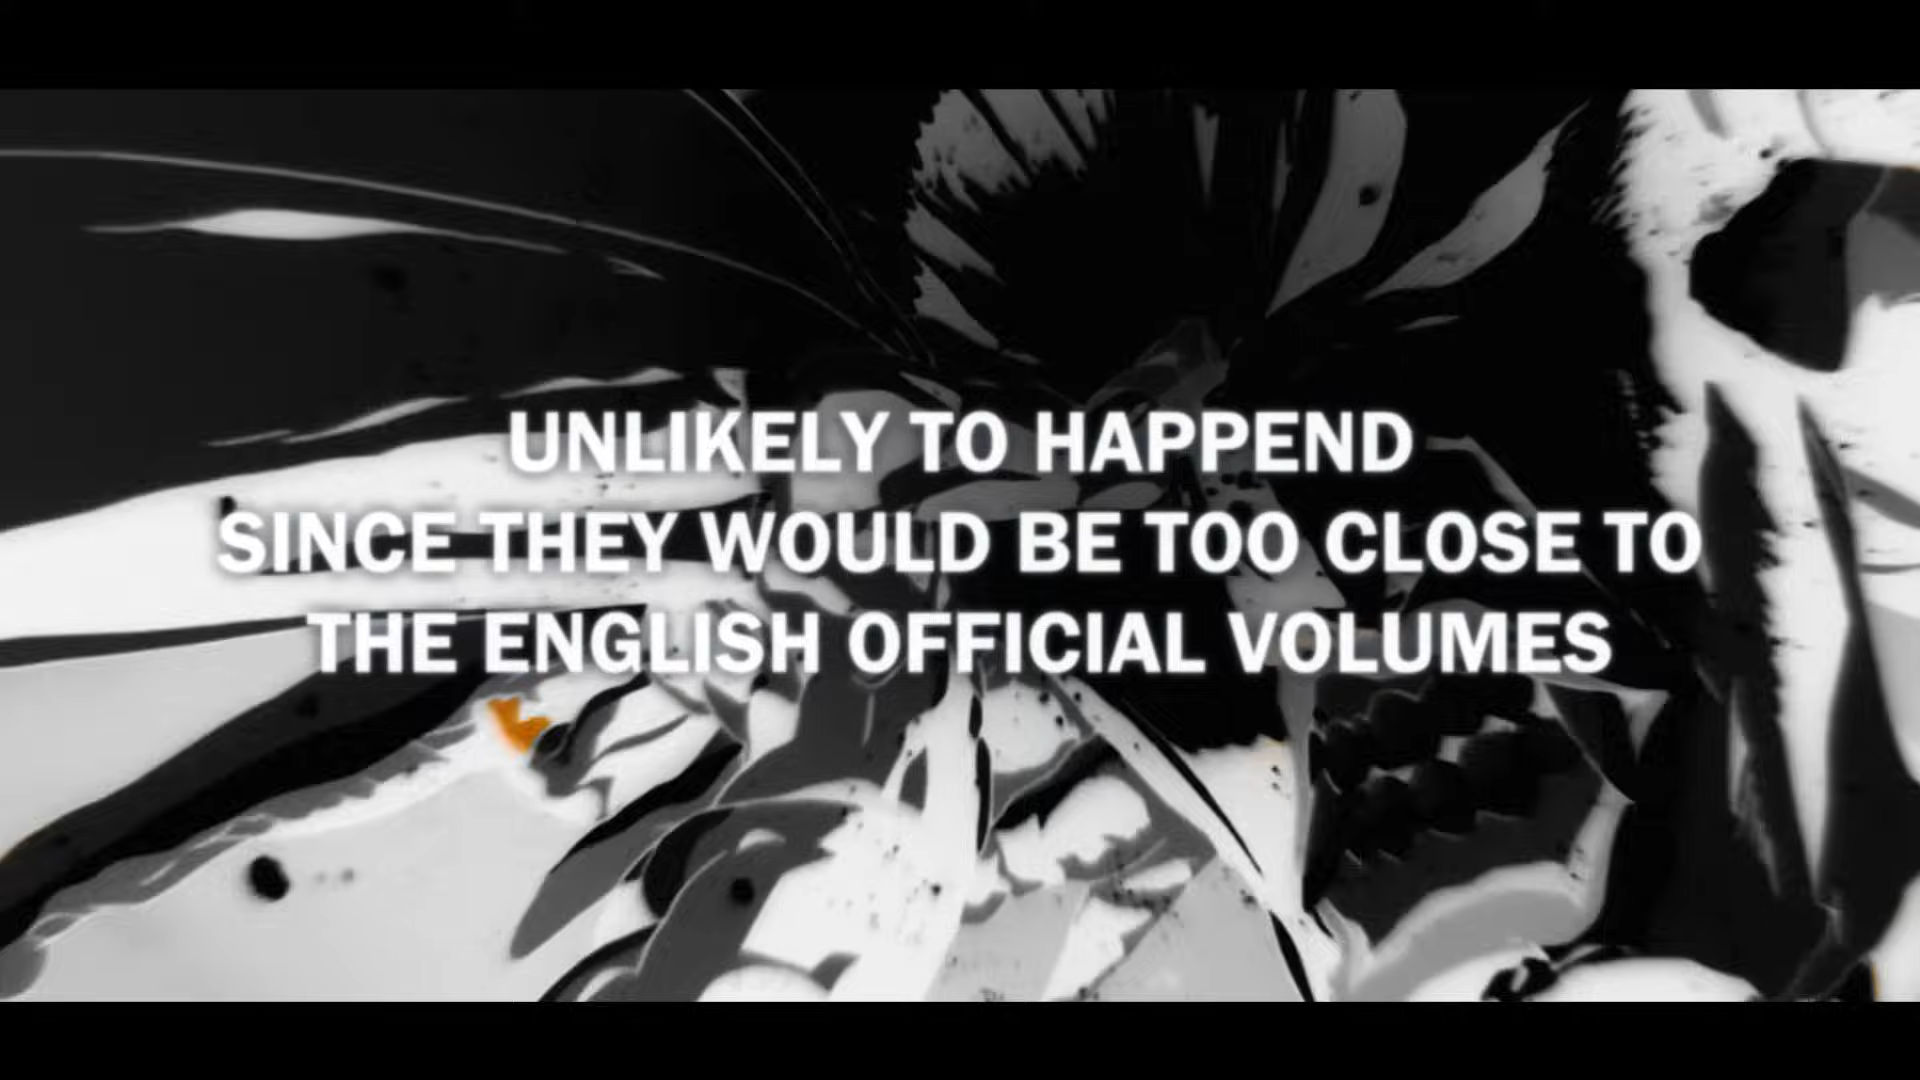 UNLIKELY TO HAPPEND
SINCE THEY WOULD BE TOO CLOSE TO
THE ENGLISH OFFICIAL VOLUMES